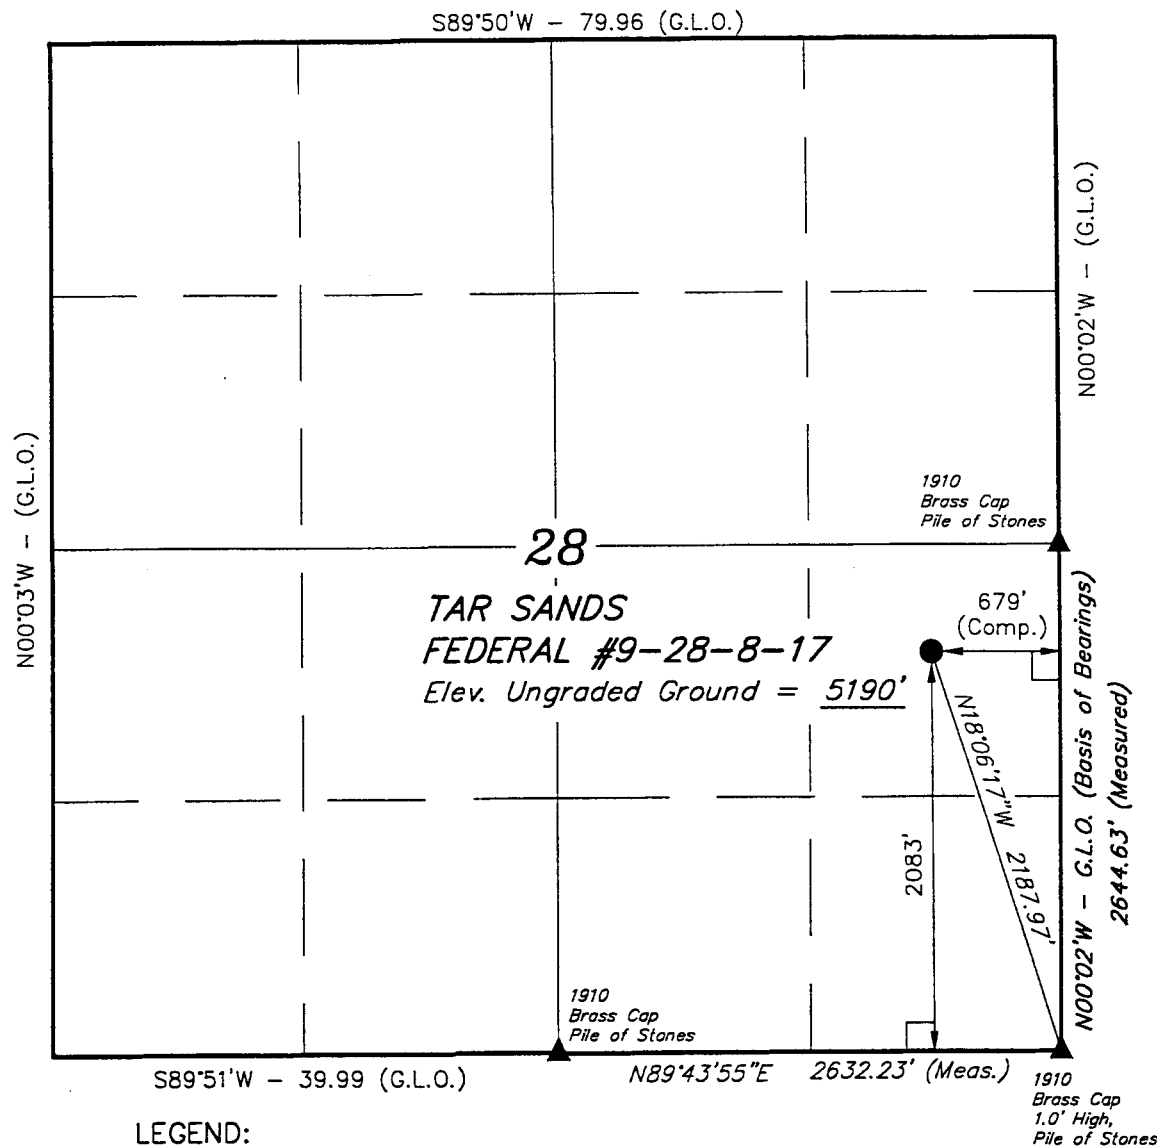 S89°50'W - 79.96 (G.L.O.)
N00°02'W - (G.L.O.)
N00°03'W - (G.L.O.)
1910
Brass Cap
Pile of Stones
28
TAR SANDS
FEDERAL #9-28-8-17
Elev. Ungraded Ground = 5190'
679'
(Comp.)
N18°06'17"W 2187.97'
2083'
N00°02'W - G.L.O. (Basis of Bearings)
2644.63' (Measured)
1910
Brass Cap
Pile of Stones
S89°51'W - 39.99 (G.L.O.)
N89°43'55"E 2632.23' (Meas.)
1910
Brass Cap
1.0' High,
Pile of Stones
LEGEND: